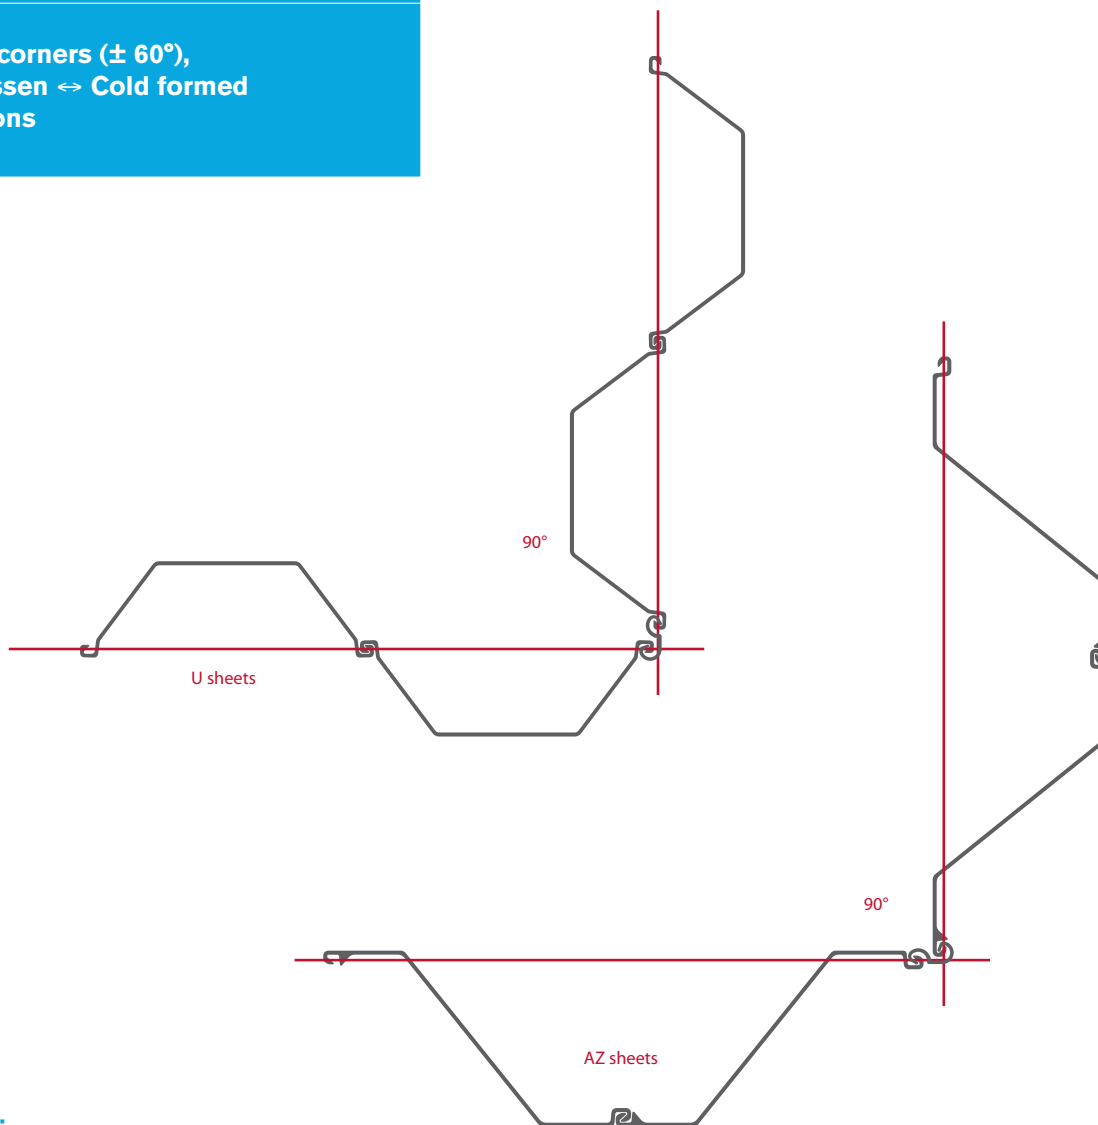 corners (± 60°),
ssen ⇔ Cold formed
ons
90°
U sheets
90°
AZ sheets